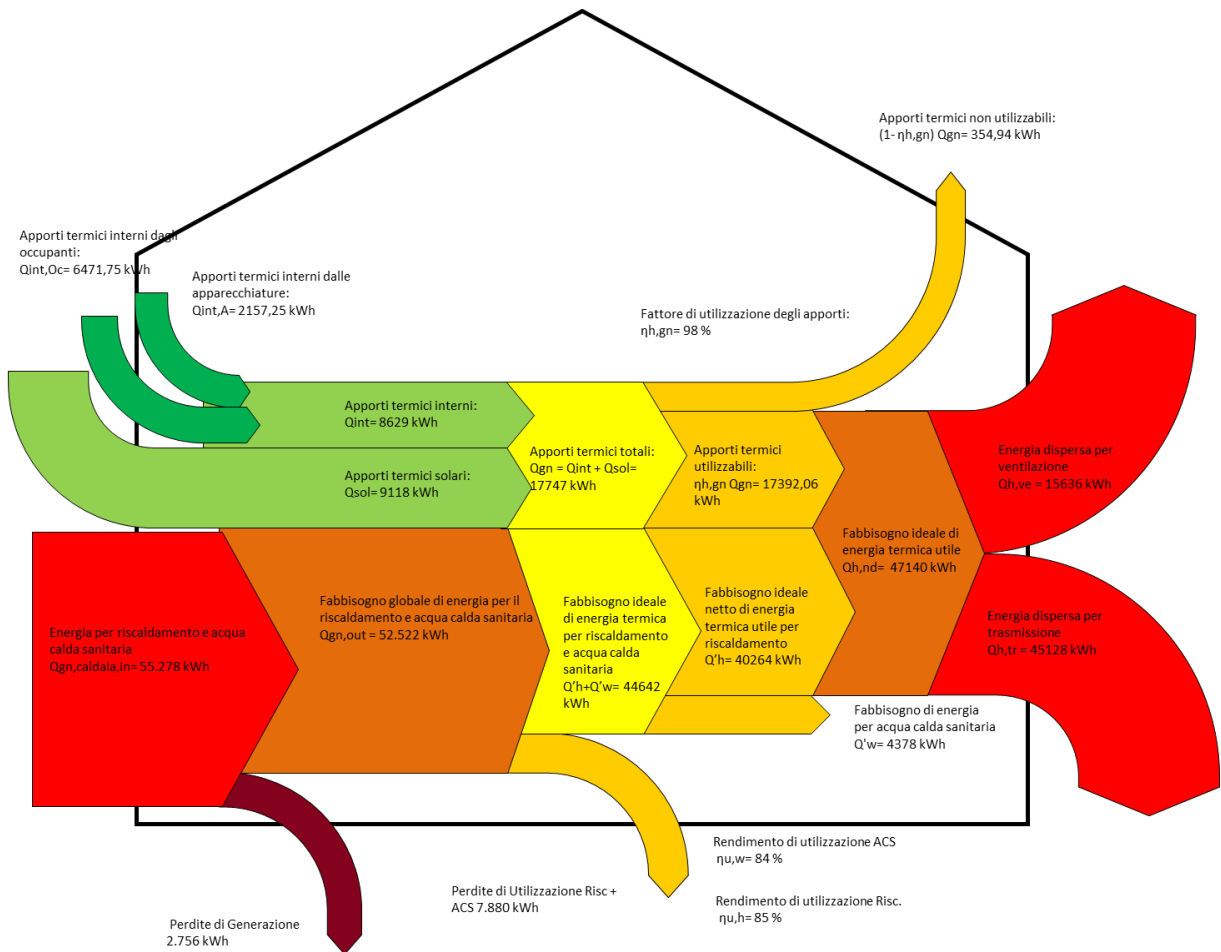 Apporti termici non utilizzabili:
(1- ηh,gn) Qgn= 354,94 kWh
Apporti termici interni dagli
occupanti:
Qint,Oc= 6471,75 kWh
Apporti termici interni dalle
apparecchiature:
Qint,A= 2157,25 kWh
Fattore di utilizzazione degli apporti:
ηh,gn= 98 %
Apporti termici interni:
Qint= 8629 kWh
Apporti termici solari:
Qsol= 9118 kWh
Apporti termici totali:
Qgn = Qint + Qsol=
17747 kWh
Apporti termici
utilizzabili:
ηh,gn Qgn= 17392,06
kWh
Energia dispersa per
ventilazione
Qh,ve = 15636 kWh
Fabbisogno ideale di
energia termica utile
Qh,nd= 47140 kWh
Energia per riscaldamento e acqua
calda sanitaria
Qgn,caldaia,in= 55.278 kWh
Fabbisogno globale di energia per il
riscaldamento e acqua calda sanitaria
Qgn,out = 52.522 kWh
Fabbisogno ideale
di energia termica
per riscaldamento
e acqua calda
sanitaria
Q’h+Q’w= 44642
kWh
Fabbisogno ideale
netto di energia
termica utile per
riscaldamento
Q’h= 40264 kWh
Energia dispersa per
trasmissione
Qh,tr = 45128 kWh
Fabbisogno di energia
per acqua calda sanitaria
Q'w= 4378 kWh
Rendimento di utilizzazione ACS
ηu,w= 84 %
Perdite di Utilizzazione Risc +
ACS 7.880 kWh
Rendimento di utilizzazione Risc.
ηu,h= 85 %
Perdite di Generazione
2.756 kWh